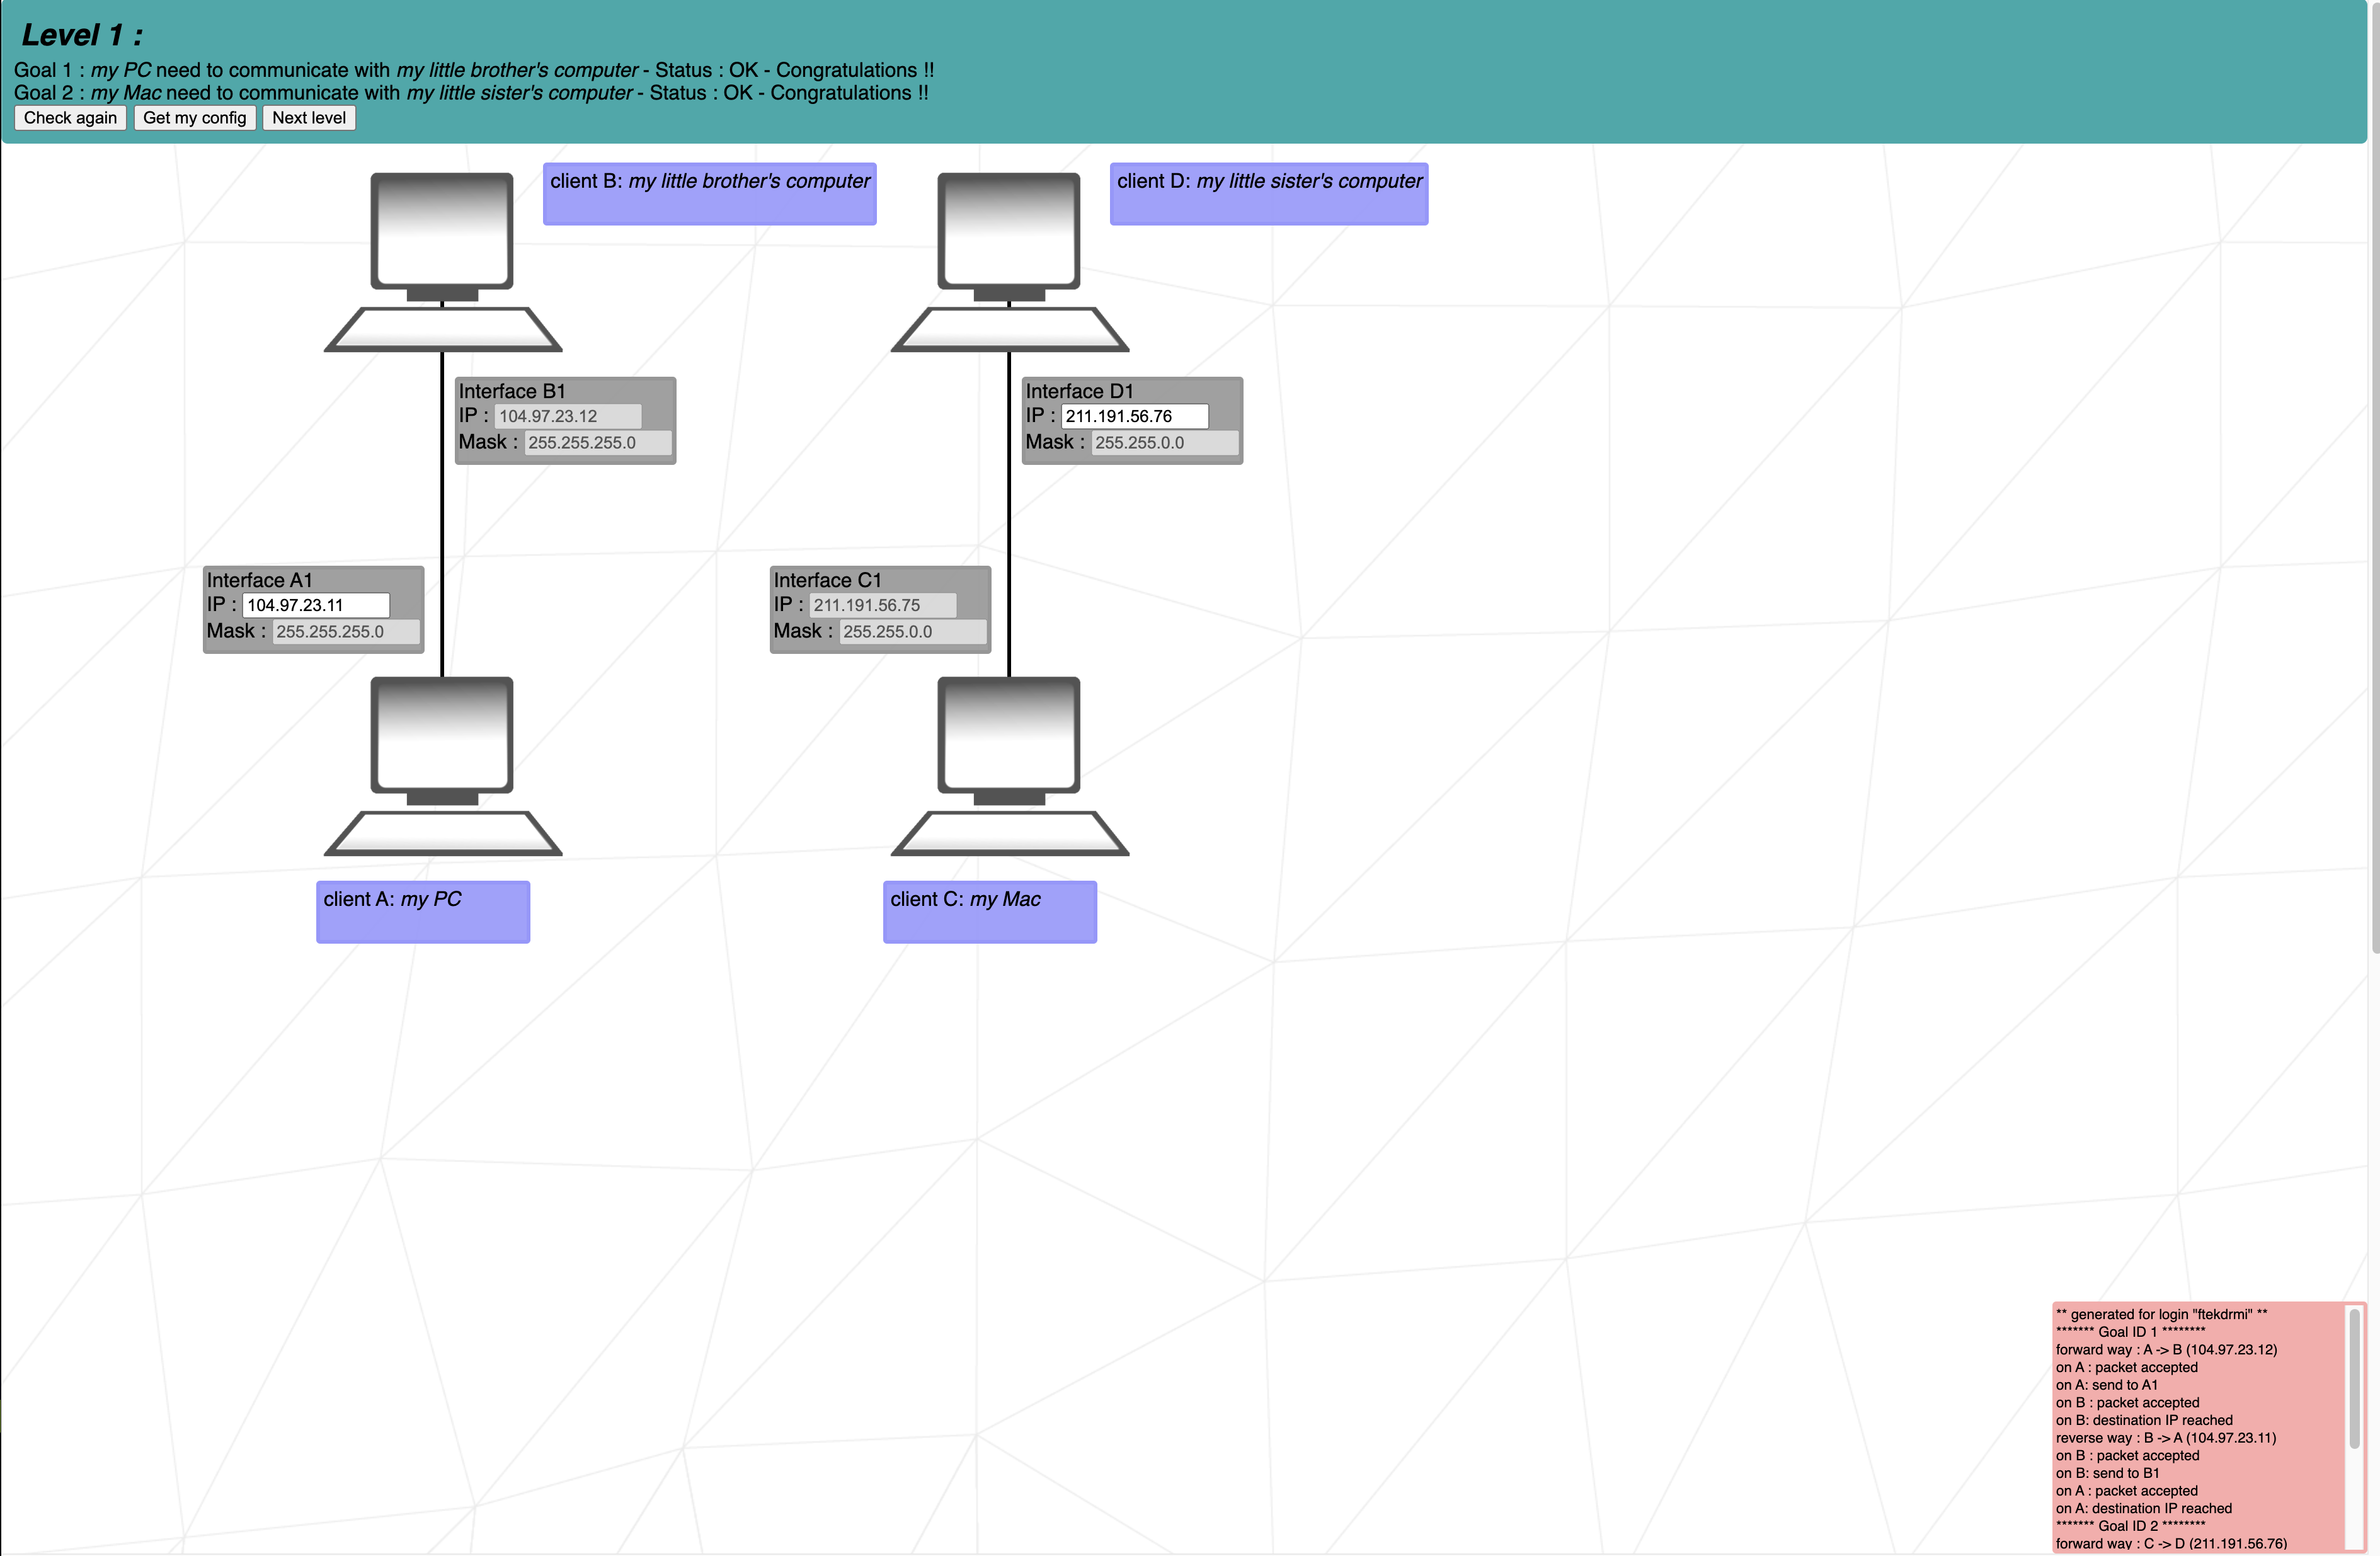 Level 1 :
Goal 1 : my PC need to communicate with my little brother's computer - Status : OK - Congratulations !!
Goal 2 : my Mac need to communicate with my little sister's computer - Status : OK - Congratulations !!
Check again Get my config Next level
client B: my little brother's computer
client D: my little sister's computer
Interface B1
IP : 104.97.23.12
Mask : 255.255.255.0
Interface D1
IP : 211.191.56.76
Mask : 255.255.0.0
Interface A1
IP : 104.97.23.11
Mask : 255.255.255.0
Interface C1
IP : 211.191.56.75
Mask : 255.255.0.0
client A: my PC
client C: my Mac
** generated for login "ftekdrmi" **
******* Goal ID 1 ********
forward way : A -> B (104.97.23.12)
on A : packet accepted
on A: send to A1
on B : packet accepted
on B: destination IP reached
reverse way : B -> A (104.97.23.11)
on B : packet accepted
on B: send to B1
on A : packet accepted
on A: destination IP reached
******* Goal ID 2 ********
forward way : C -> D (211.191.56.76)